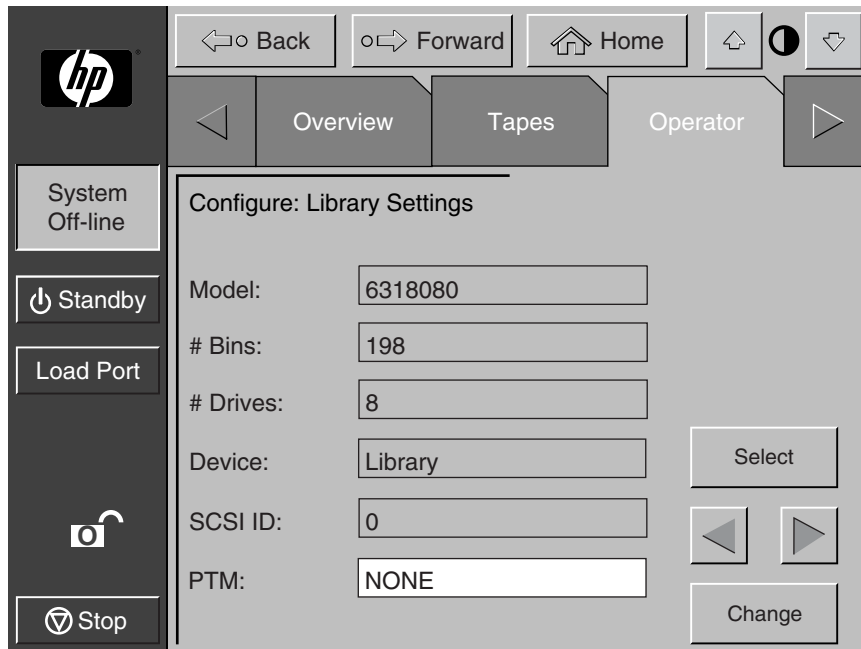 hp
Back
Forward
Home
Overview
Tapes
Operator
System
Off-line
Standby
Load Port
Stop
Configure: Library Settings
Model: 6318080
# Bins: 198
# Drives: 8
Device: Library
SCSI ID: 0
PTM: NONE
Select
Change